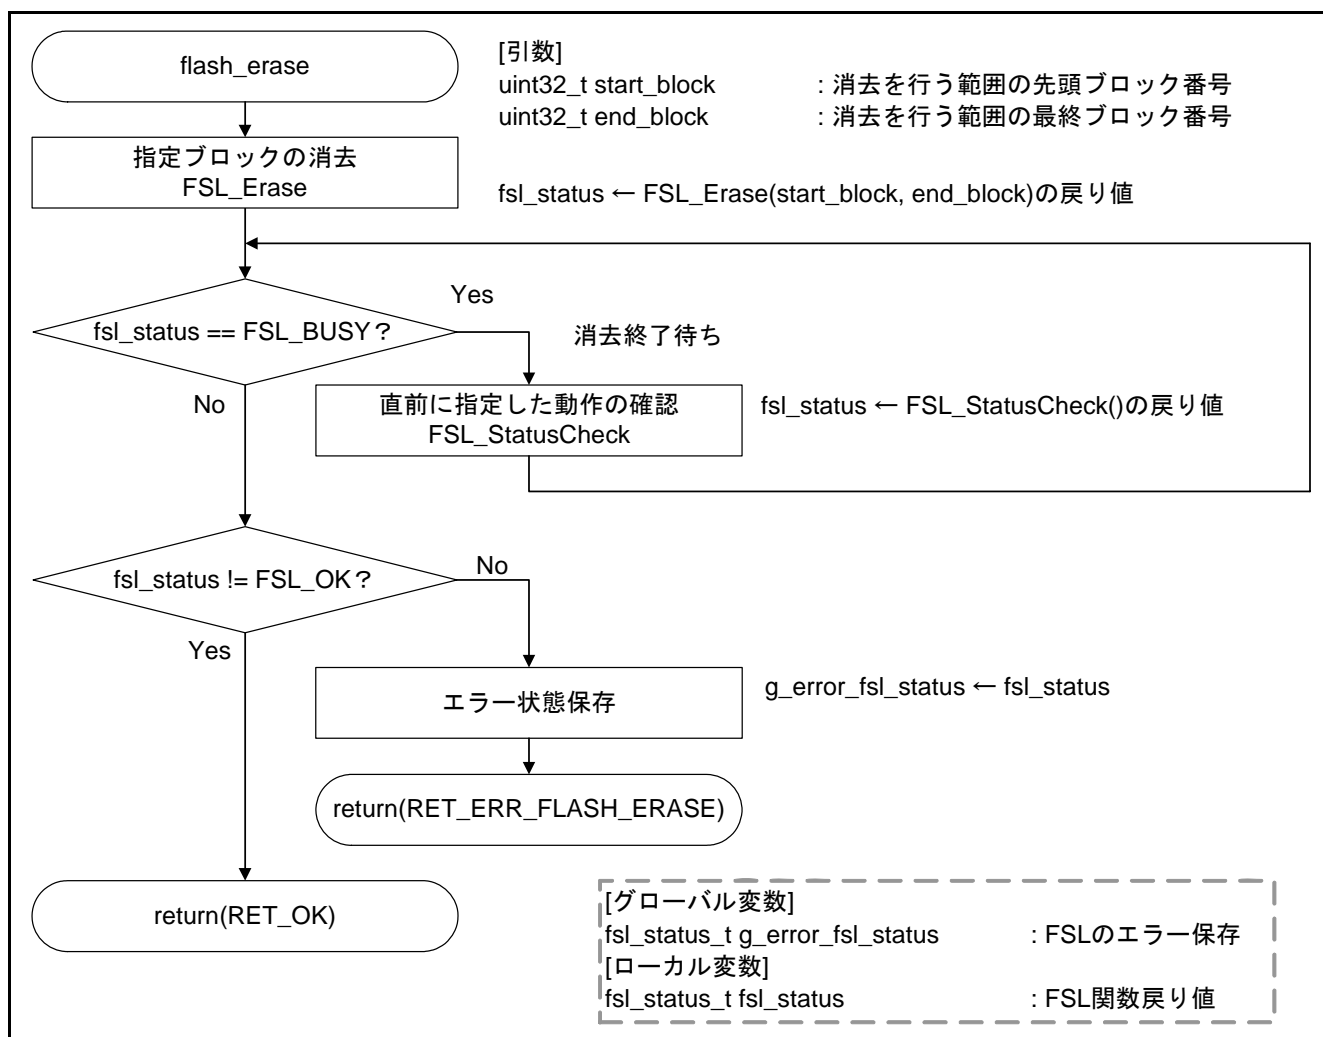 flash_erase
[引数]
uint32_t start_block : 消去を行う範囲の先頭ブロック番号
uint32_t end_block : 消去を行う範囲の最終ブロック番号
指定ブロックの消去
FSL_Erase
fsl_status ← FSL_Erase(start_block, end_block)の戻り値
Yes
fsl_status == FSL_BUSY？
消去終了待ち
No
直前に指定した動作の確認
FSL_StatusCheck
fsl_status ← FSL_StatusCheck()の戻り値
fsl_status != FSL_OK？
No
Yes
エラー状態保存
g_error_fsl_status ← fsl_status
return(RET_ERR_FLASH_ERASE)
return(RET_OK)
[グローバル変数]
fsl_status_t g_error_fsl_status : FSLのエラー保存
[ローカル変数]
fsl_status_t fsl_status : FSL関数戻り値